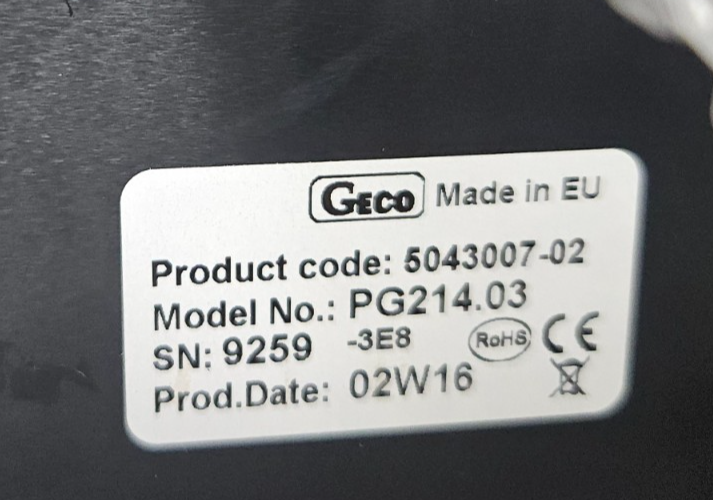 GECO Made in EU
Product code: 5043007-02
Model No.: PG214.03
SN: 9259 -3E8 RoHS CE
Prod.Date: 02W16